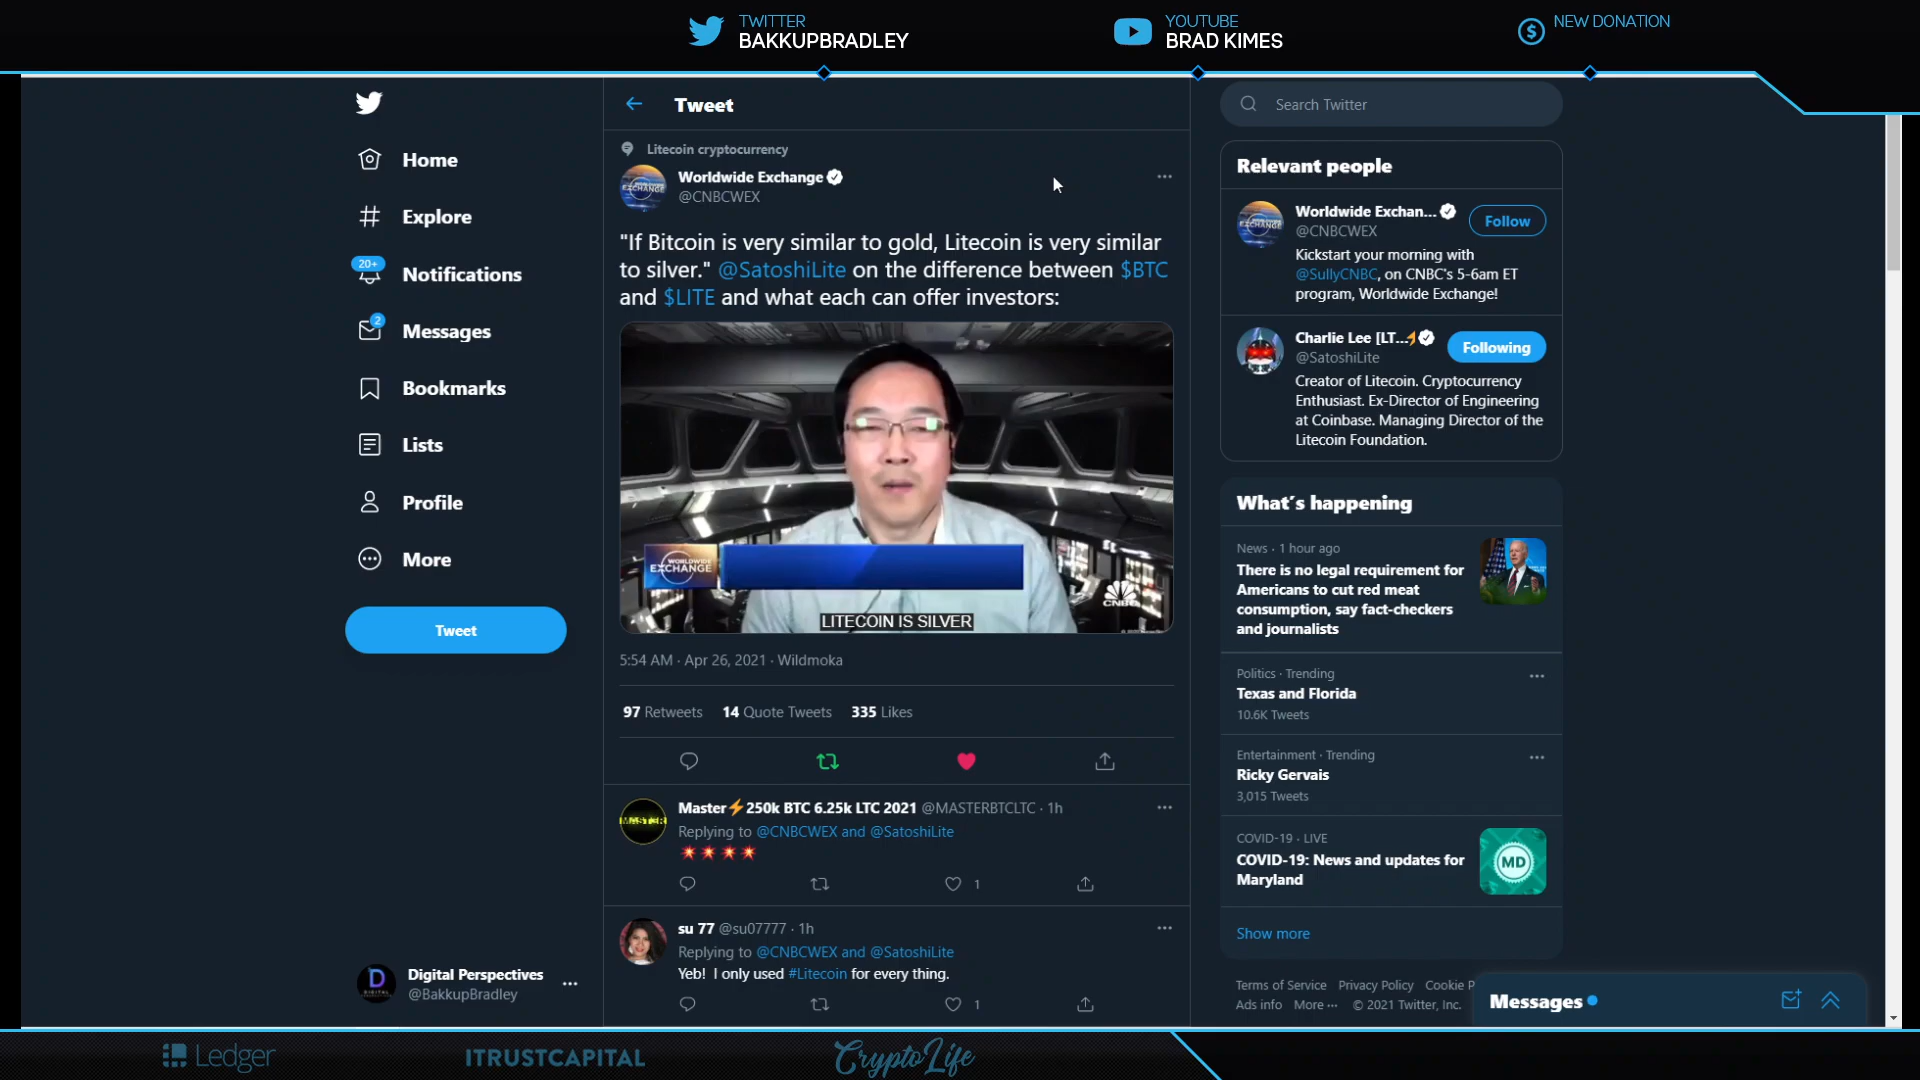 TWITTER
BAKKUPBRADLEY
YOUTUBE
BRAD KIMES
NEW DONATION
Home
Explore
20+
Notifications
2
Messages
Bookmarks
Lists
Profile
More
Tweet
Digital Perspectives
@BakkupBradley
Tweet
Litecoin cryptocurrency
Worldwide Exchange
@CNBCWEX
"If Bitcoin is very similar to gold, Litecoin is very similar
to silver." @SatoshiLite on the difference between $BTC
and $LITE and what each can offer investors:
WORLDWIDE
EXCHANGE
CNBC
LITECOIN IS SILVER
5:54 AM · Apr 26, 2021 · Wildmoka
97 Retweets 14 Quote Tweets 335 Likes
Master⚡250k BTC 6.25k LTC 2021 @MASTERBTCLTC · 1h
Replying to @CNBCWEX and @SatoshiLite
💥 💥 💥 💥
1
su 77 @su07777 · 1h
Replying to @CNBCWEX and @SatoshiLite
Yeb! I only used #Litecoin for every thing.
1
Search Twitter
Relevant people
Worldwide Exchan...
@CNBCWEX
Follow
Kickstart your morning with
@SullyCNBC, on CNBC's 5-6am ET
program, Worldwide Exchange!
Charlie Lee [LT...⚡
@SatoshiLite
Following
Creator of Litecoin. Cryptocurrency
Enthusiast. Ex-Director of Engineering
at Coinbase. Managing Director of the
Litecoin Foundation.
What's happening
News · 1 hour ago
There is no legal requirement for
Americans to cut red meat
consumption, say fact-checkers
and journalists
Politics · Trending
Texas and Florida
10.6K Tweets
Entertainment · Trending
Ricky Gervais
3,015 Tweets
COVID-19 · LIVE
COVID-19: News and updates for
Maryland
MD
Show more
Terms of Service Privacy Policy Cookie P
Ads info More ··· © 2021 Twitter, Inc.
Messages
Ledger
ITRUSTCAPITAL
CryptoLife